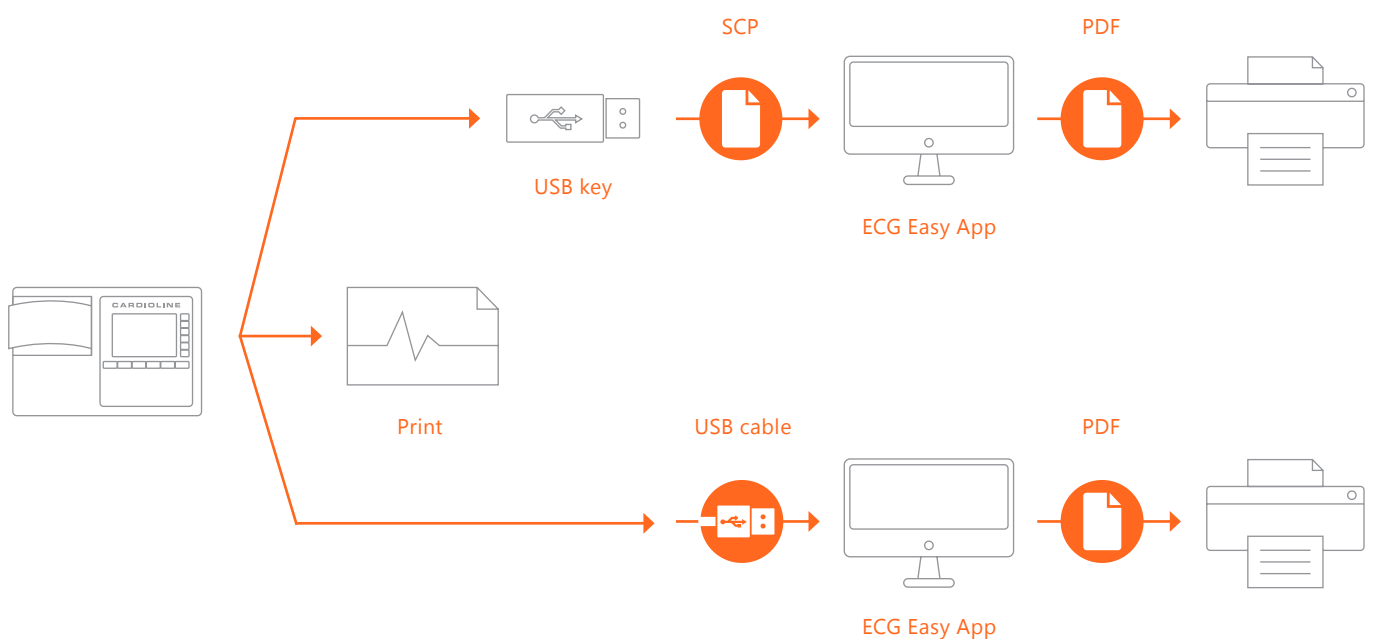 SCP
PDF
USB key
ECG Easy App
CARDIOLINE
Print
USB cable
PDF
ECG Easy App